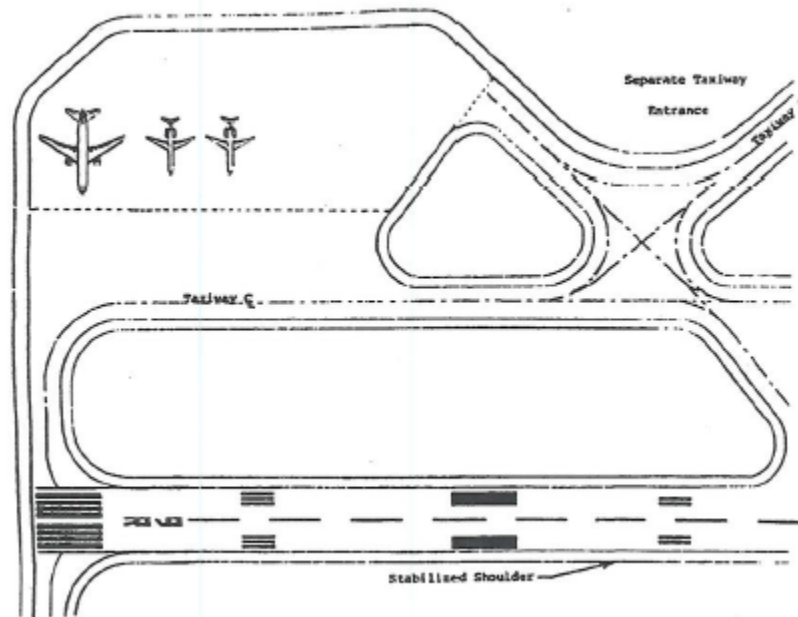 Separate Taxiway
Entrance
Taxiway
Taxiway ℄
Stabilized Shoulder